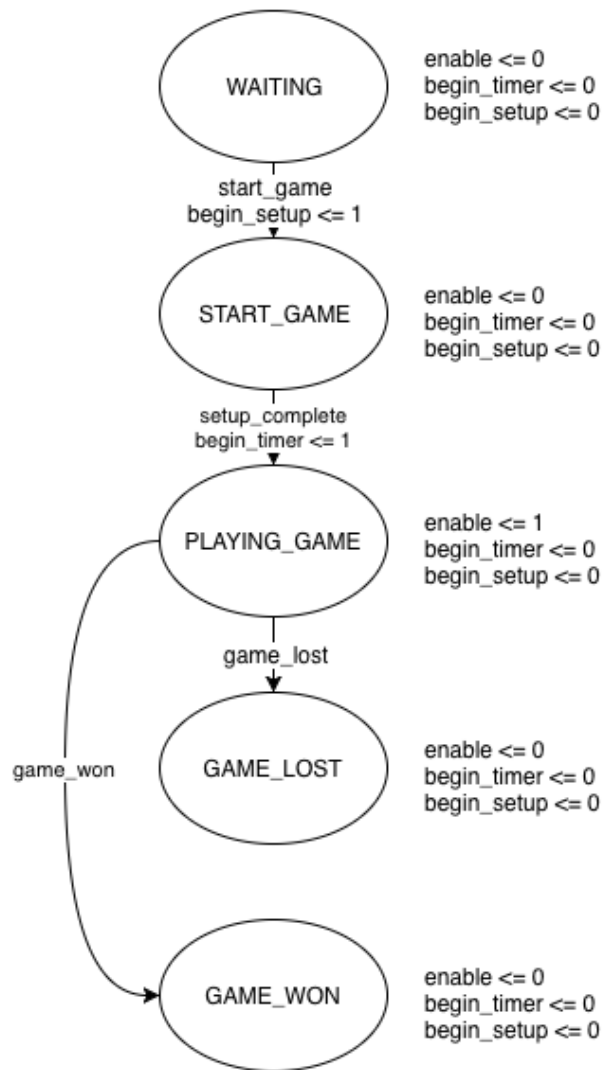 WAITING
enable <= 0
begin_timer <= 0
begin_setup <= 0
start_game
begin_setup <= 1
START_GAME
enable <= 0
begin_timer <= 0
begin_setup <= 0
setup_complete
begin_timer <= 1
PLAYING_GAME
enable <= 1
begin_timer <= 0
begin_setup <= 0
game_lost
game_won
GAME_LOST
enable <= 0
begin_timer <= 0
begin_setup <= 0
GAME_WON
enable <= 0
begin_timer <= 0
begin_setup <= 0